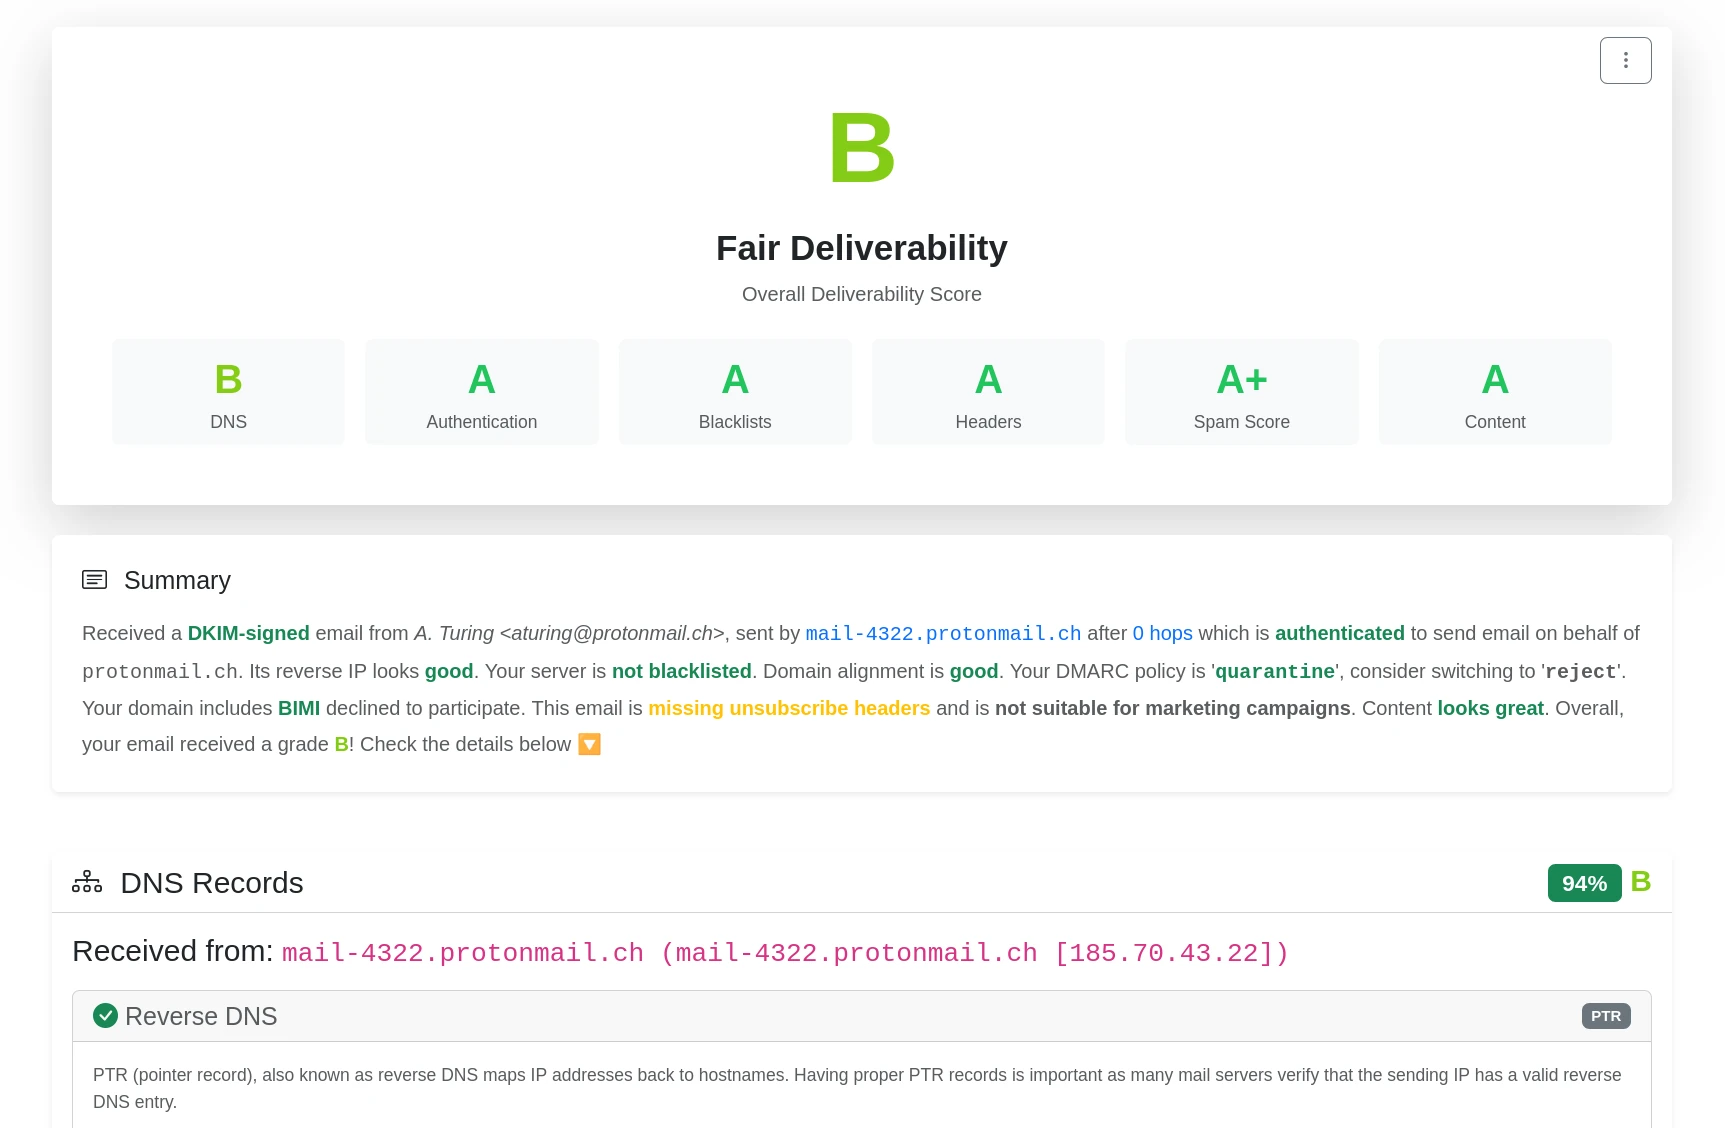 B
Fair Deliverability
Overall Deliverability Score
B
DNS
A
Authentication
A
Blacklists
A
Headers
A+
Spam Score
A
Content
Summary
Received a DKIM-signed email from A. Turing <aturing@protonmail.ch>, sent by mail-4322.protonmail.ch after 0 hops which is authenticated to send email on behalf of
protonmail.ch. Its reverse IP looks good. Your server is not blacklisted. Domain alignment is good. Your DMARC policy is 'quarantine', consider switching to 'reject'.
Your domain includes BIMI declined to participate. This email is missing unsubscribe headers and is not suitable for marketing campaigns. Content looks great. Overall,
your email received a grade B! Check the details below 🔽
DNS Records
94% B
Received from: mail-4322.protonmail.ch (mail-4322.protonmail.ch [185.70.43.22])
Reverse DNS
PTR
PTR (pointer record), also known as reverse DNS maps IP addresses back to hostnames. Having proper PTR records is important as many mail servers verify that the sending IP has a valid reverse
DNS entry.